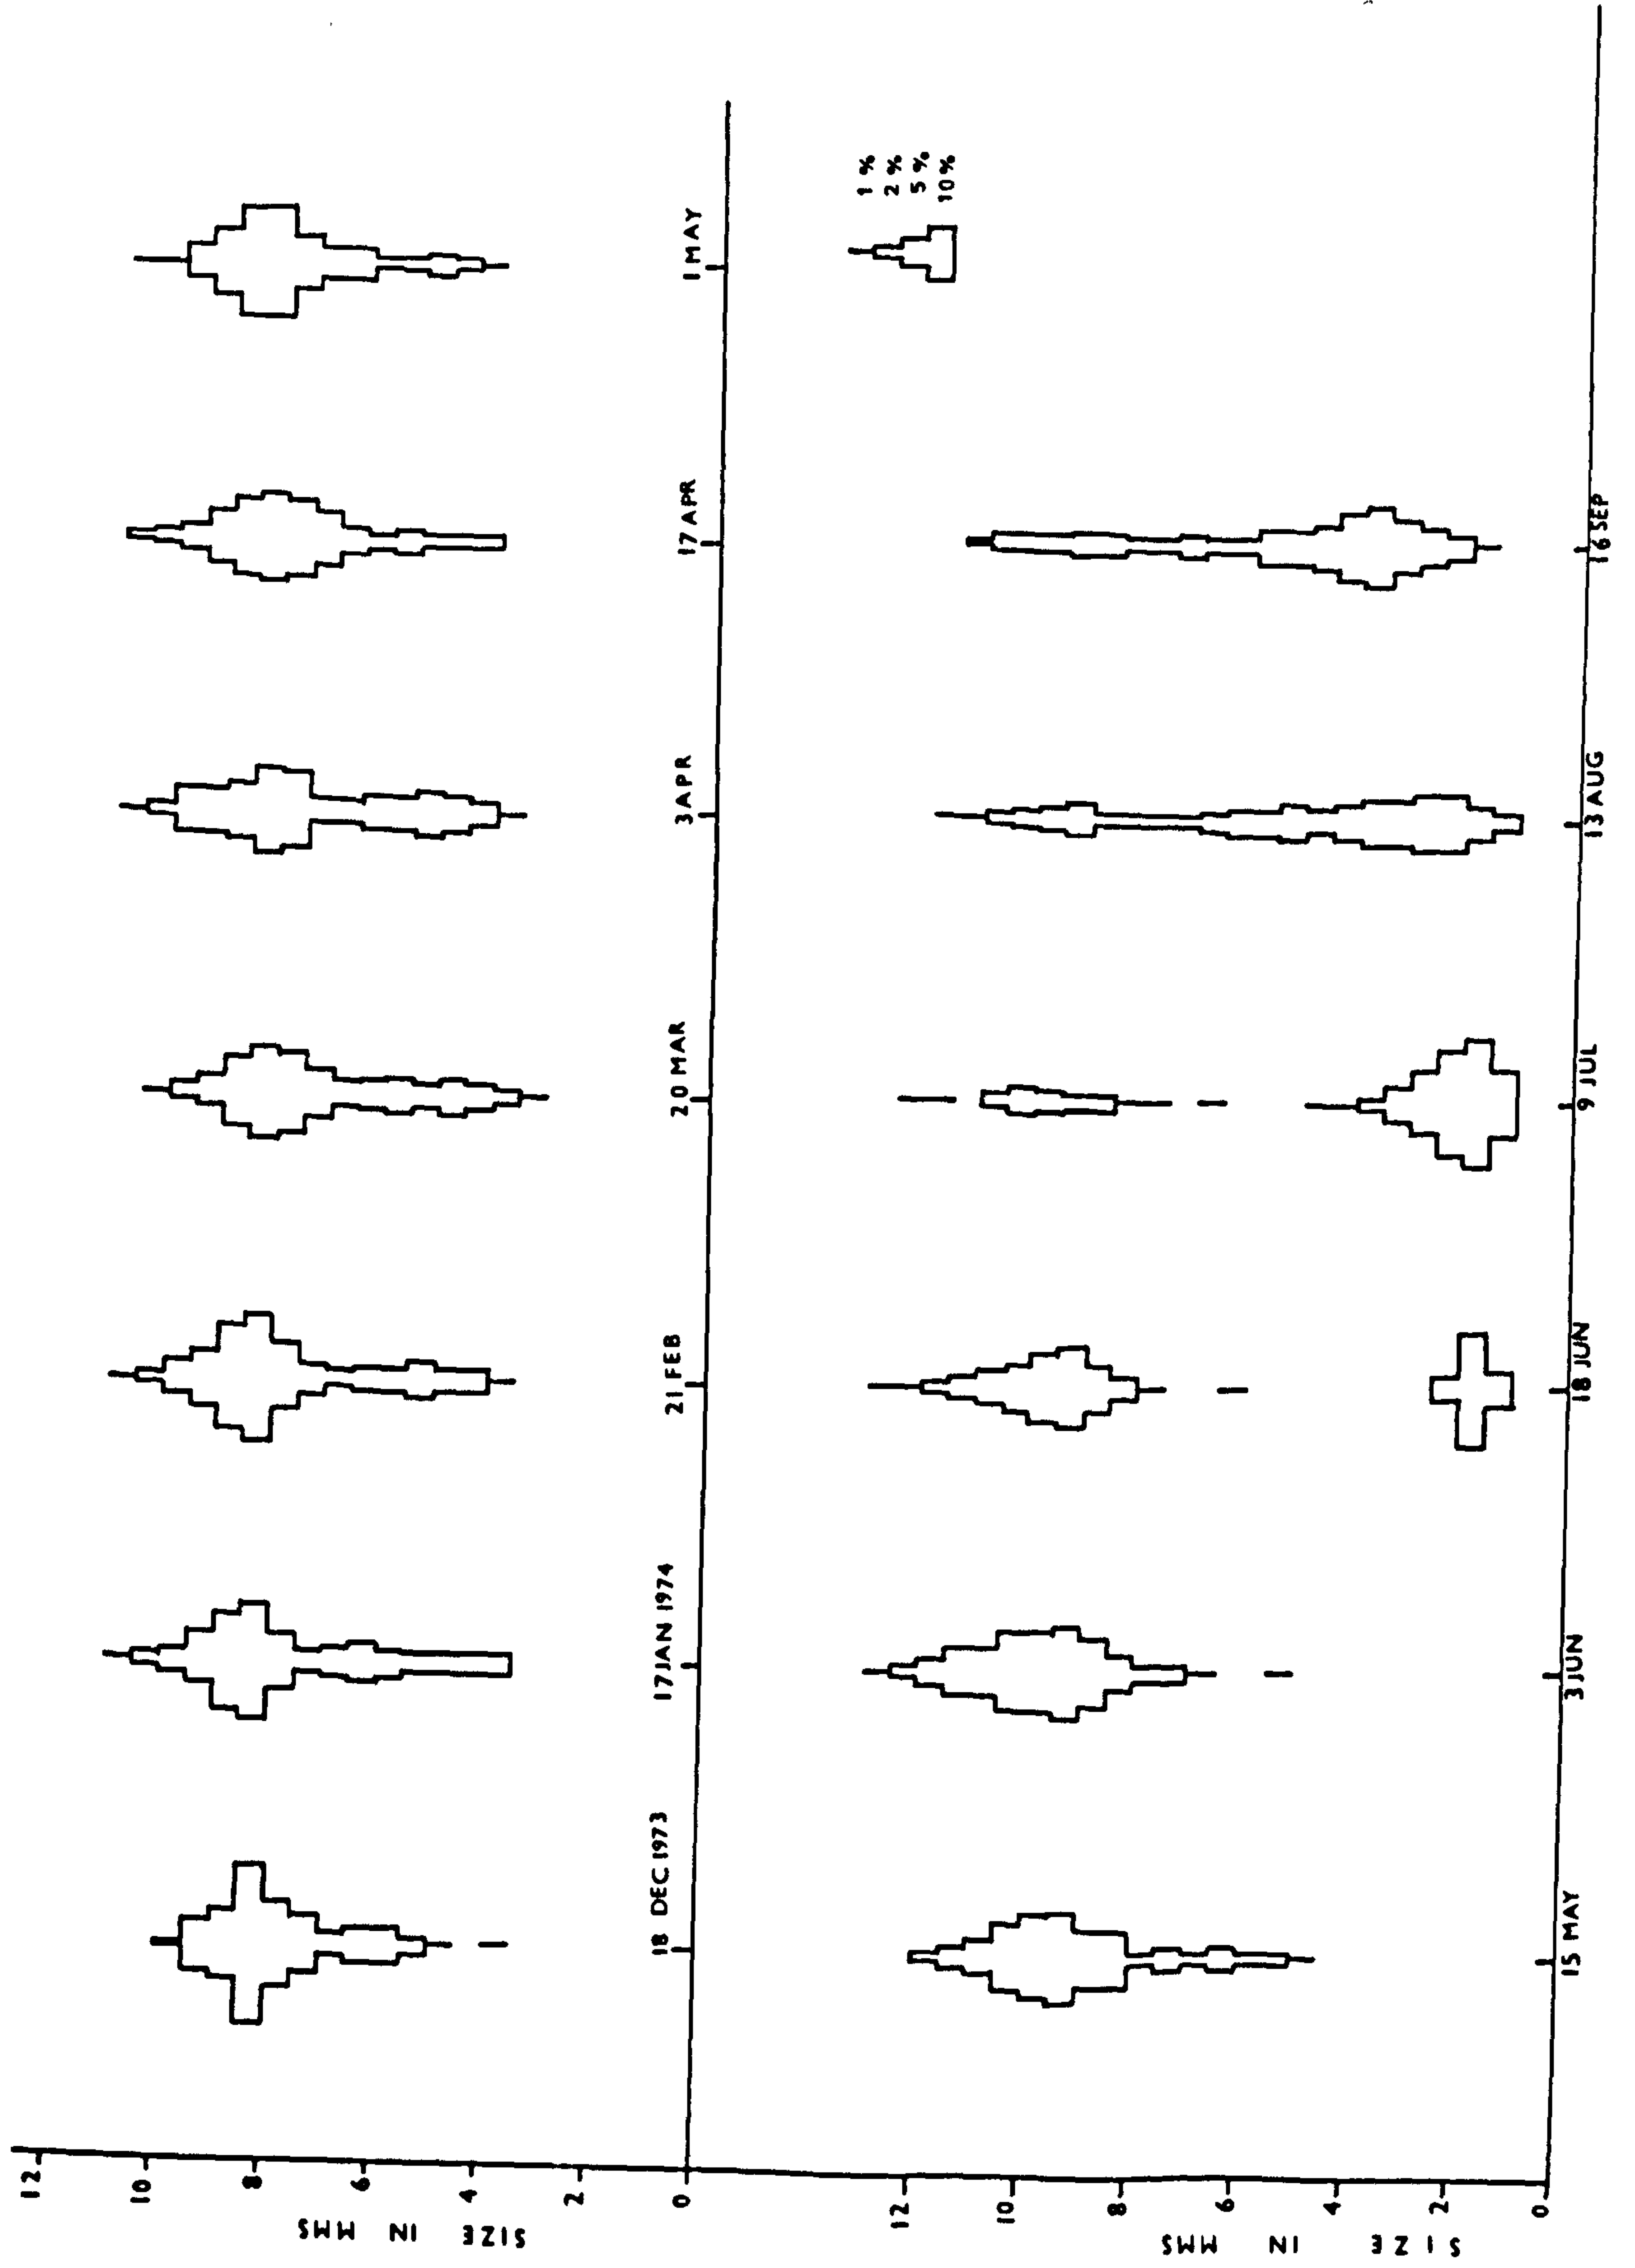 SIZE IN MMS
12
10
8
6
4
2
0
18 DEC 1973
17 JAN 1974
21 FEB
20 MAR
3 APR
17 APR
1 MAY
1 %
2 %
5 %
10 %
SIZE IN MMS
12
10
8
6
4
2
0
15 MAY
3 JUN
18 JUN
9 JUL
13 AUG
16 SEP